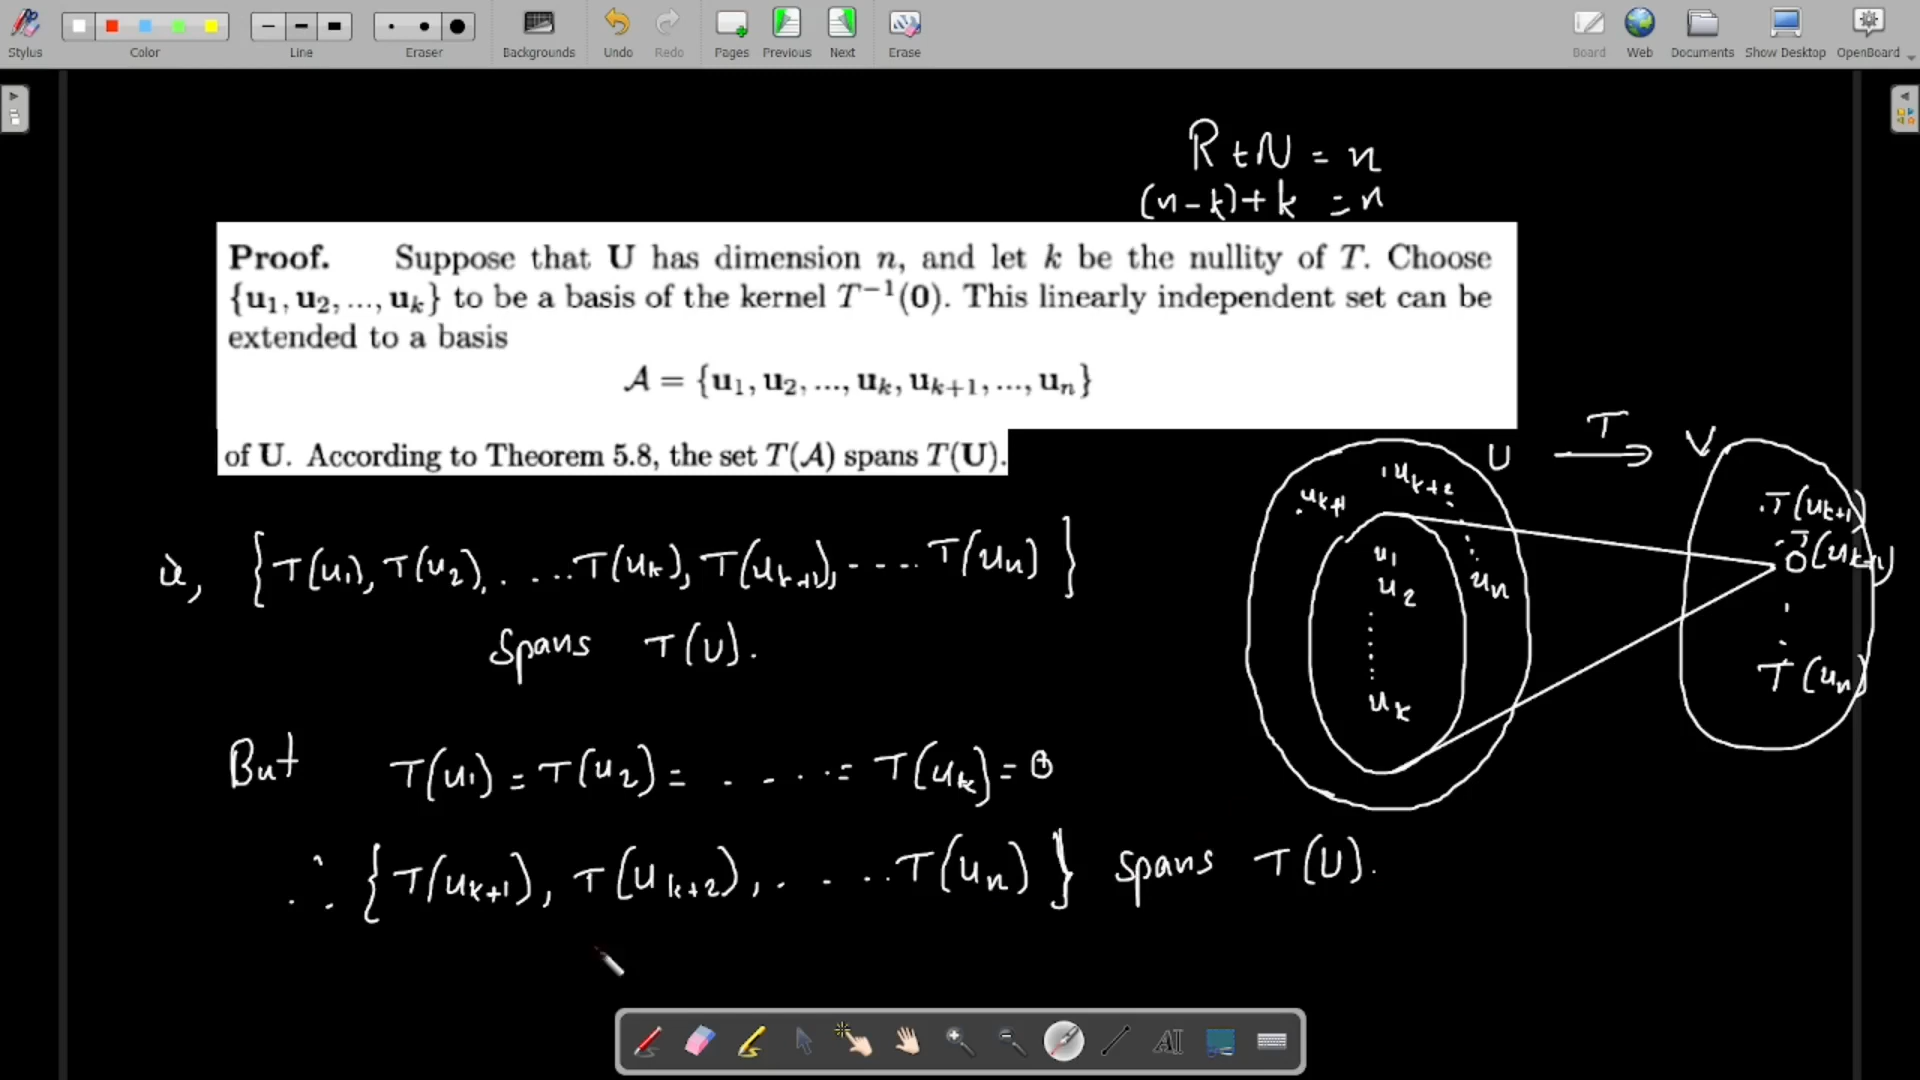 Stylus Color Line Eraser Backgrounds Undo Redo Pages Previous Next Erase Board Web Documents Show Desktop OpenBoard
R + N = n
(n-k)+k = n
Proof. Suppose that U has dimension n, and let k be the nullity of T. Choose
{u₁, u₂, ..., uₖ} to be a basis of the kernel T⁻¹(0). This linearly independent set can be
extended to a basis
𝒜 = {u₁, u₂, ..., uₖ, uₖ₊₁, ..., uₙ}
of U. According to Theorem 5.8, the set T(𝒜) spans T(U).
U T V
.uₖ₊₁ .uₖ₊₂ .T(uₖ₊₁)
u₁ 0
u₂ uₙ
uₖ T(uₙ)
{T(u₁), T(u₂), ....T(uₖ), T(uₖ₊₁), ....T(uₙ)}
Spans T(U).
But T(u₁) = T(u₂) = ....= T(uₖ) = 0
∴ {T(uₖ₊₁), T(uₖ₊₂), ....T(uₙ)} spans T(U).
AI